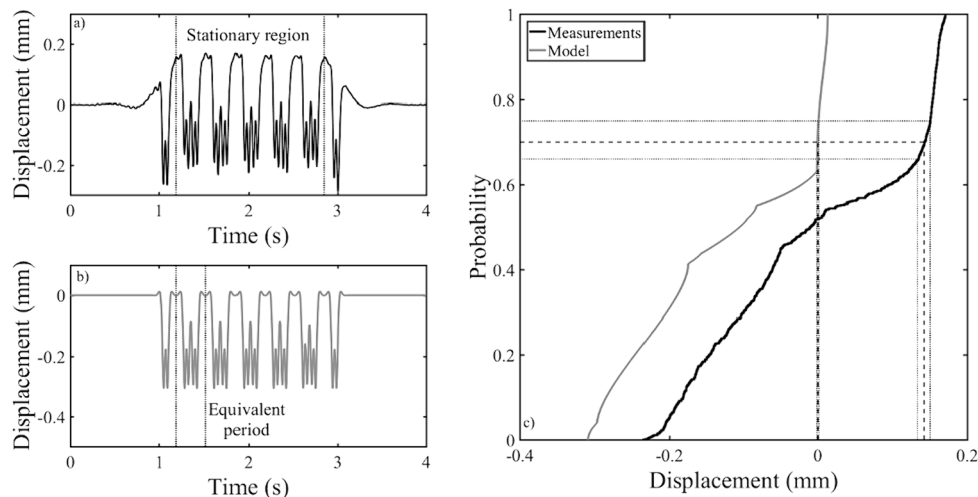 a)
Stationary region
Displacement (mm)
0.2
0
-0.2
0 1 2 3 4
Time (s)
b)
Equivalent
period
Displacement (mm)
0
-0.2
-0.4
0 1 2 3 4
Time (s)
Measurements
Model
c)
Probability
1
0.8
0.6
0.4
0.2
0
-0.4 -0.2 0 0.2
Displacement (mm)